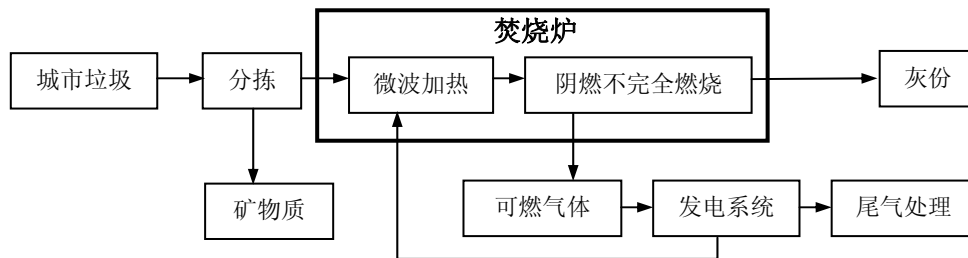 焚烧炉
城市垃圾
分拣
微波加热
阴燃不完全燃烧
灰份
矿物质
可燃气体
发电系统
尾气处理